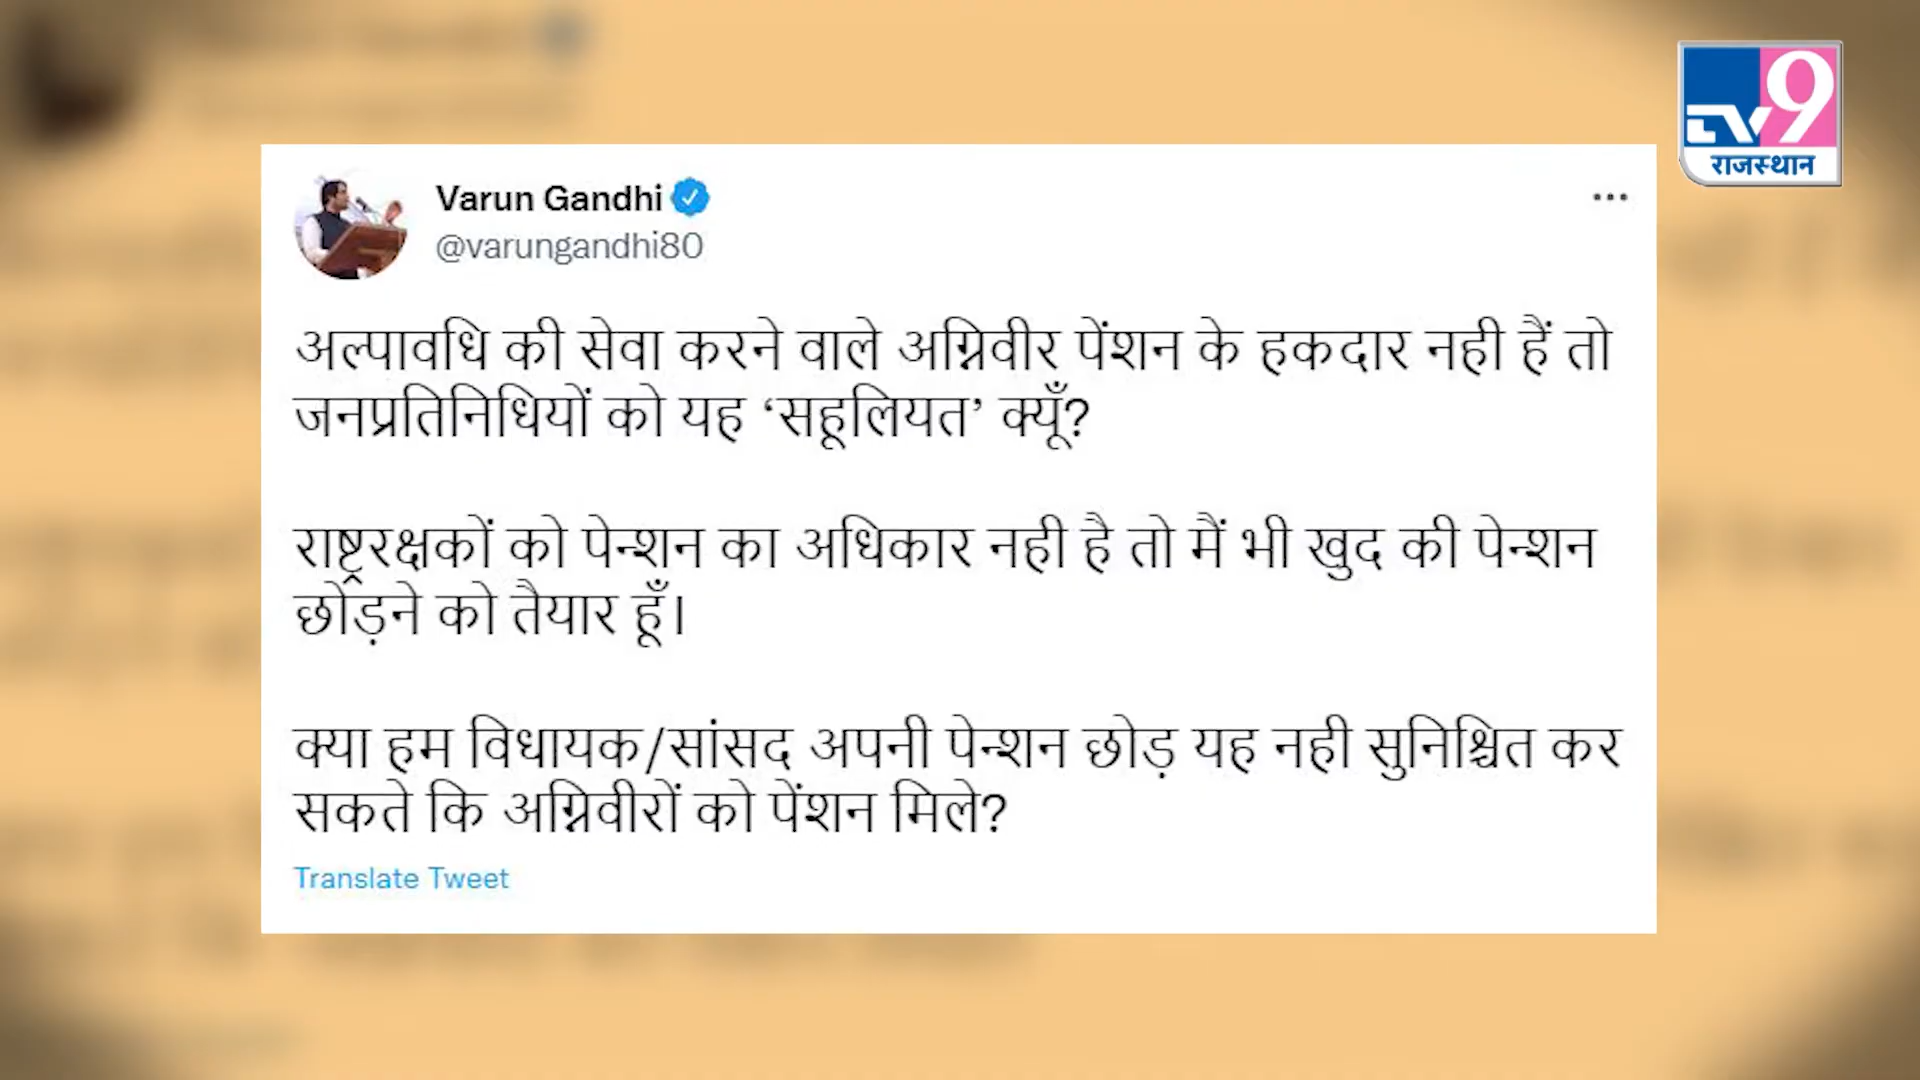 TV9
राजस्थान
Varun Gandhi
@varungandhi80
अल्पावधि की सेवा करने वाले अग्निवीर पेंशन के हकदार नही हैं तो
जनप्रतिनिधियों को यह ‘सहूलियत’ क्यूँ?
राष्ट्ररक्षकों को पेन्शन का अधिकार नही है तो मैं भी खुद की पेन्शन
छोड़ने को तैयार हूँ।
क्या हम विधायक/सांसद अपनी पेन्शन छोड़ यह नही सुनिश्चित कर
सकते कि अग्निवीरों को पेंशन मिले?
Translate Tweet